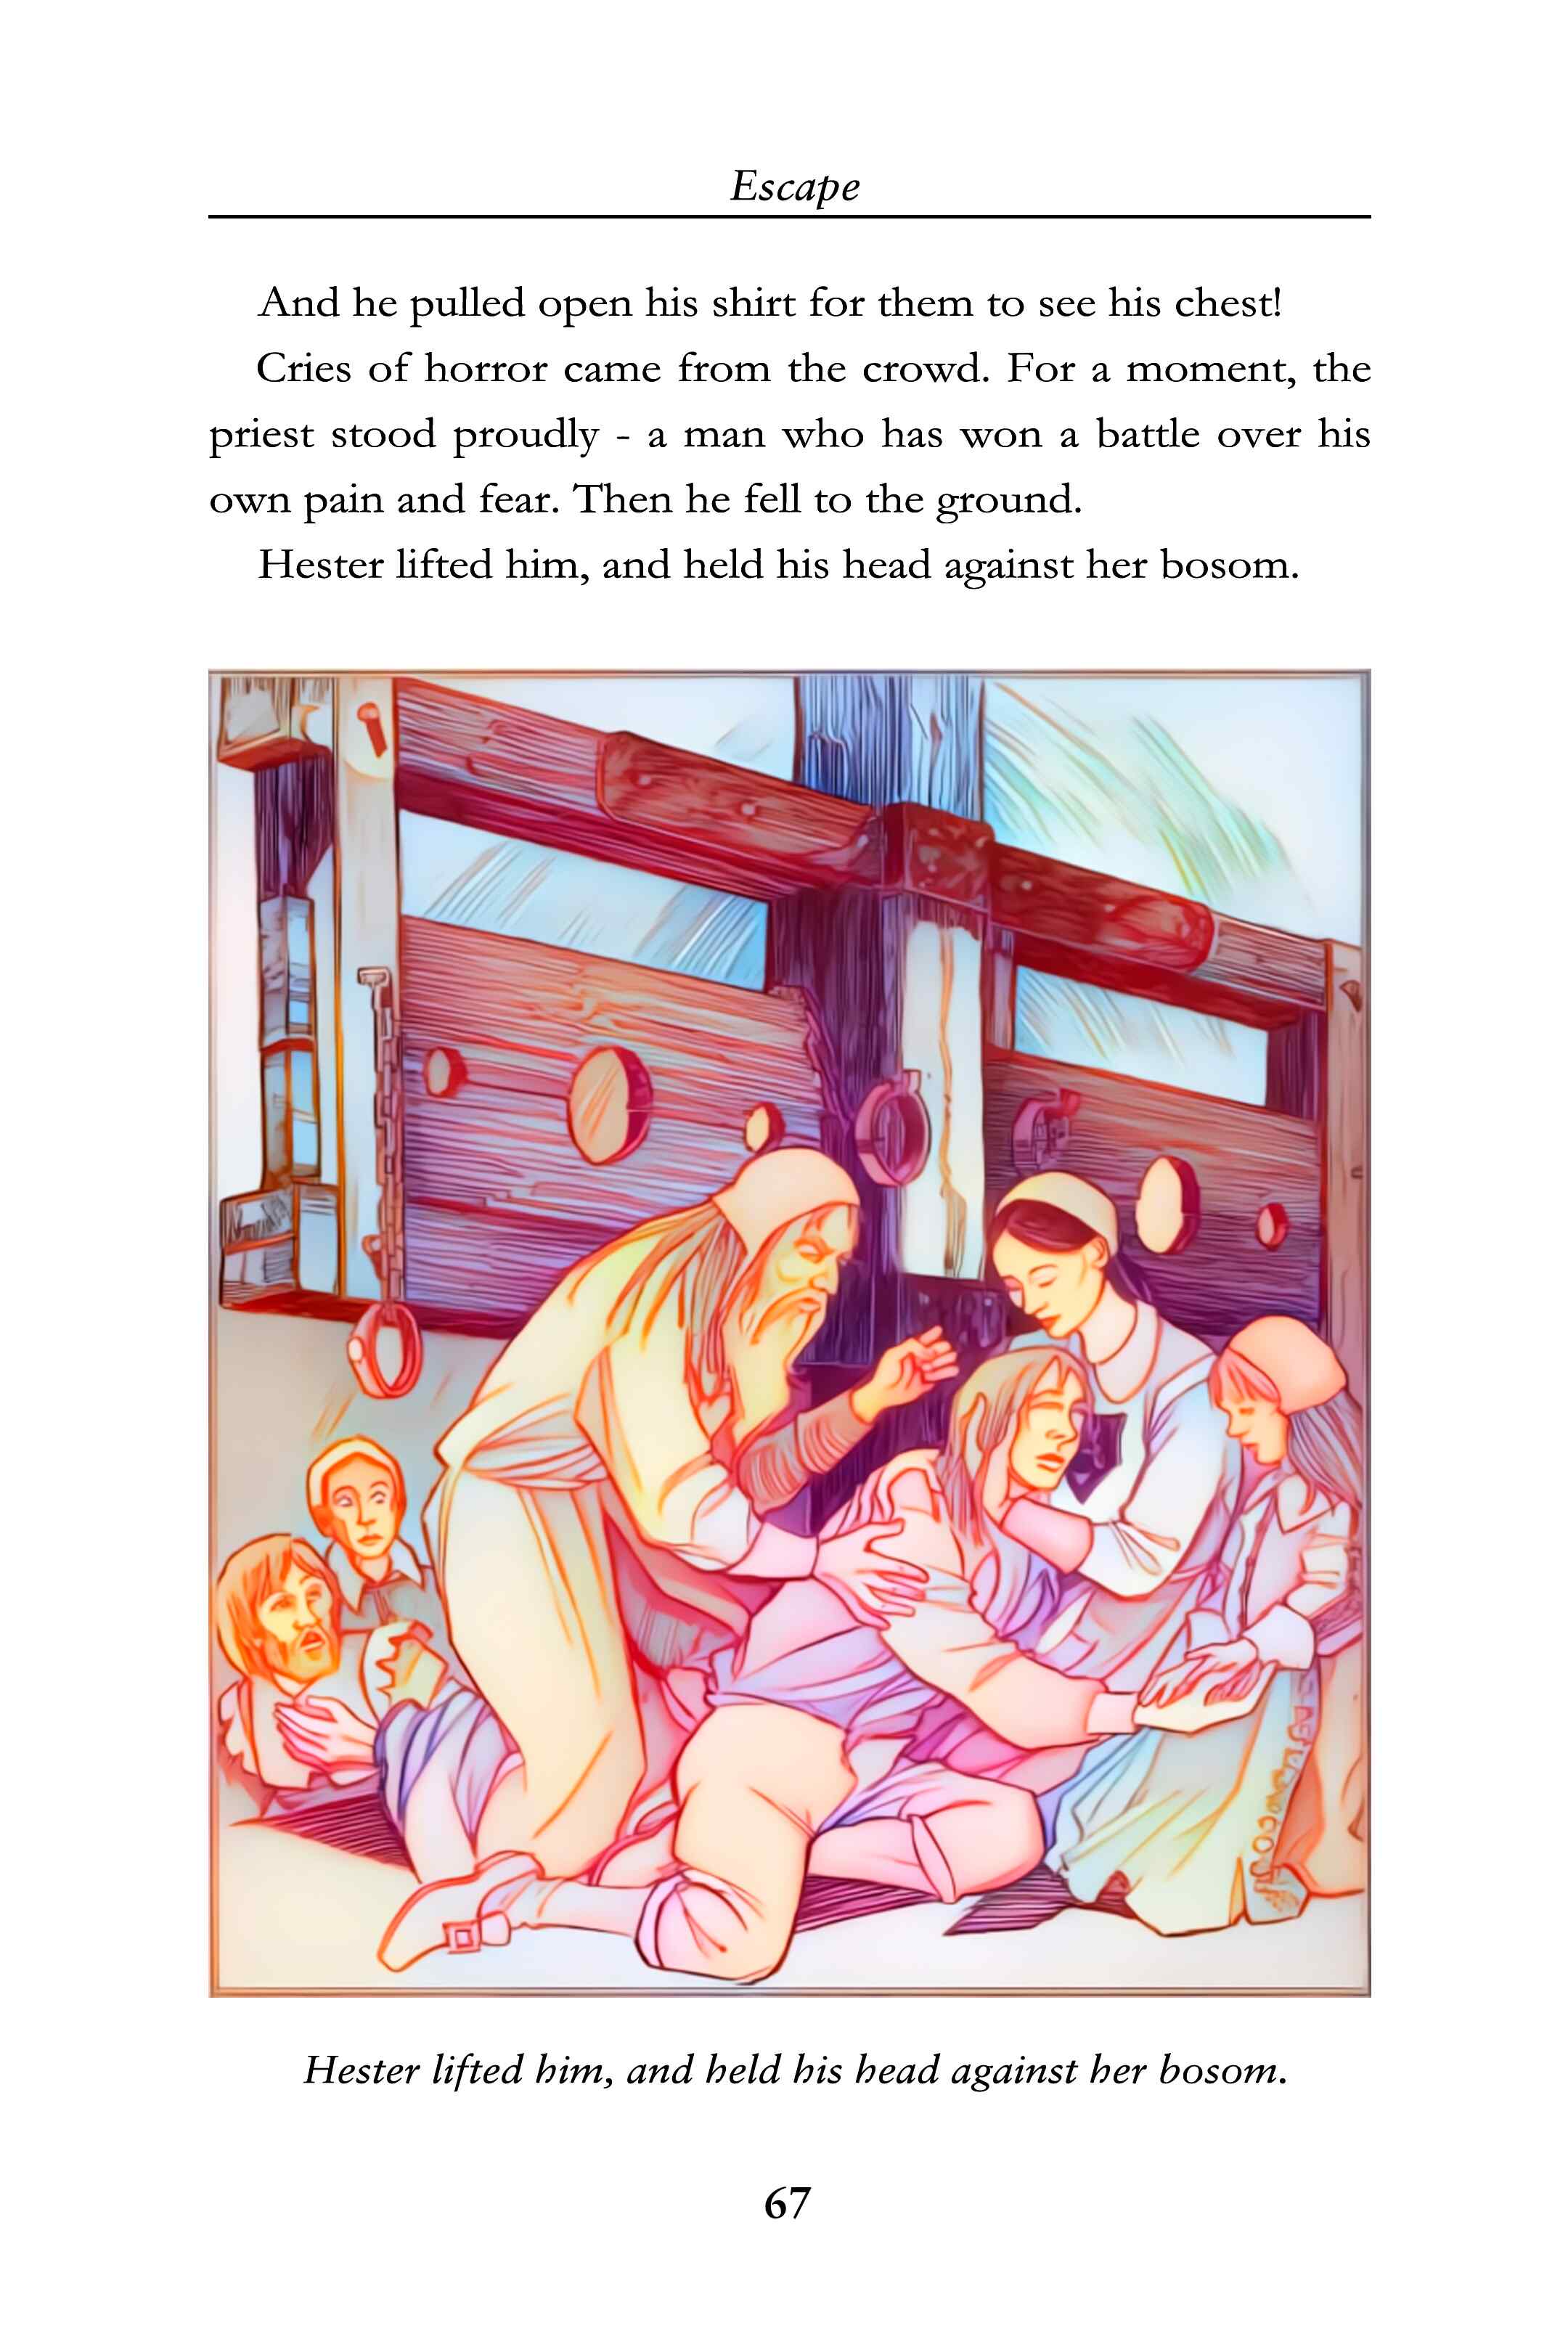 Escape
And he pulled open his shirt for them to see his chest!
Cries of horror came from the crowd. For a moment, the
priest stood proudly - a man who has won a battle over his
own pain and fear. Then he fell to the ground.
Hester lifted him, and held his head against her bosom.
Hester lifted him, and held his head against her bosom.
67